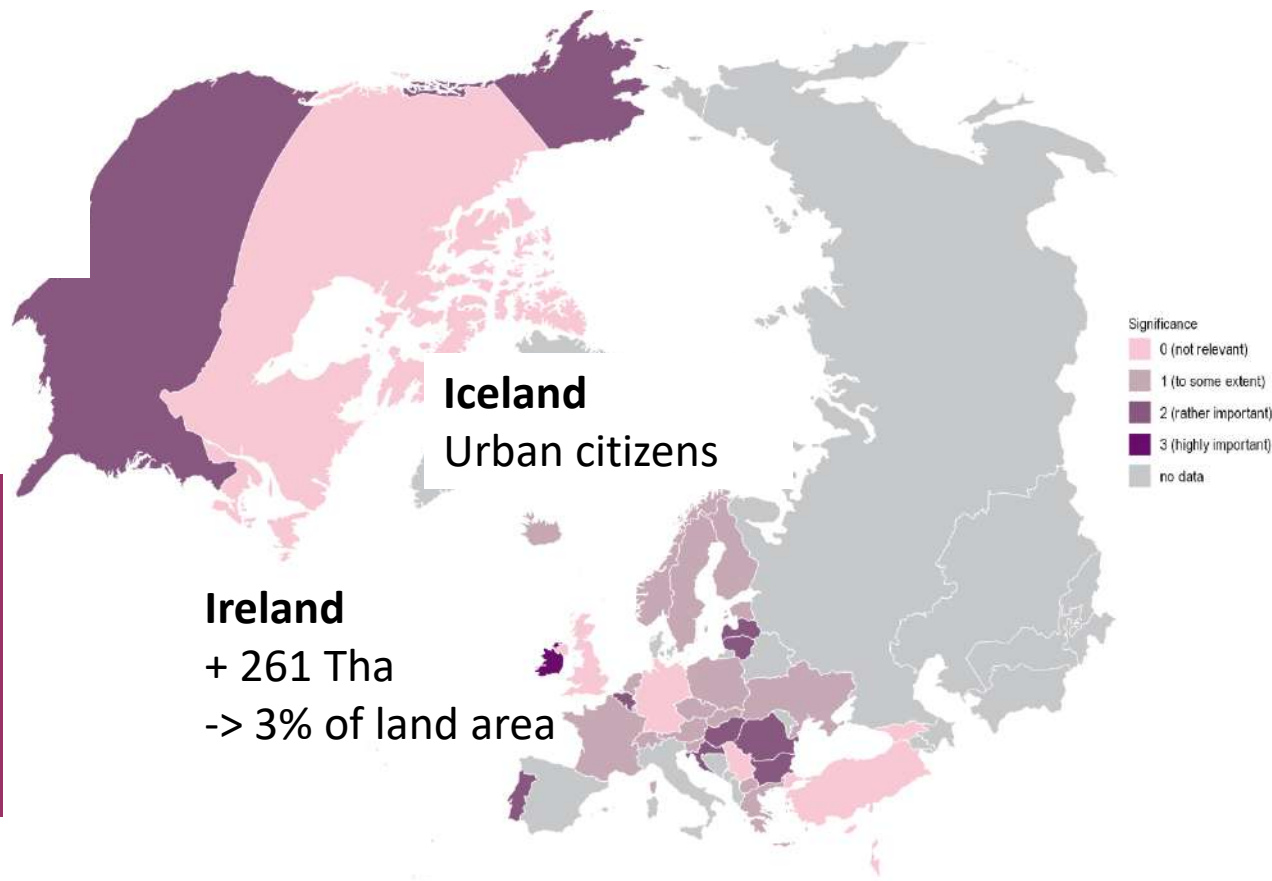 Significance
0 (not relevant)
1 (to some extent)
2 (rather important)
3 (highly important)
no data
Iceland
Urban citizens
Ireland
+ 261 Tha
-> 3% of land area